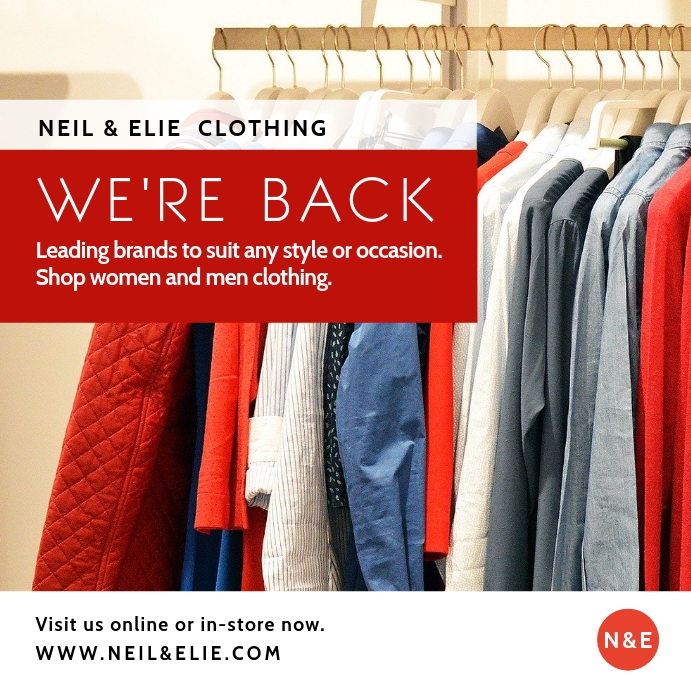 NEIL & ELIE CLOTHING
WE'RE BACK
Leading brands to suit any style or occasion.
Shop women and men clothing.
Visit us online or in-store now.
WWW.NEIL&ELIE.COM
N&E